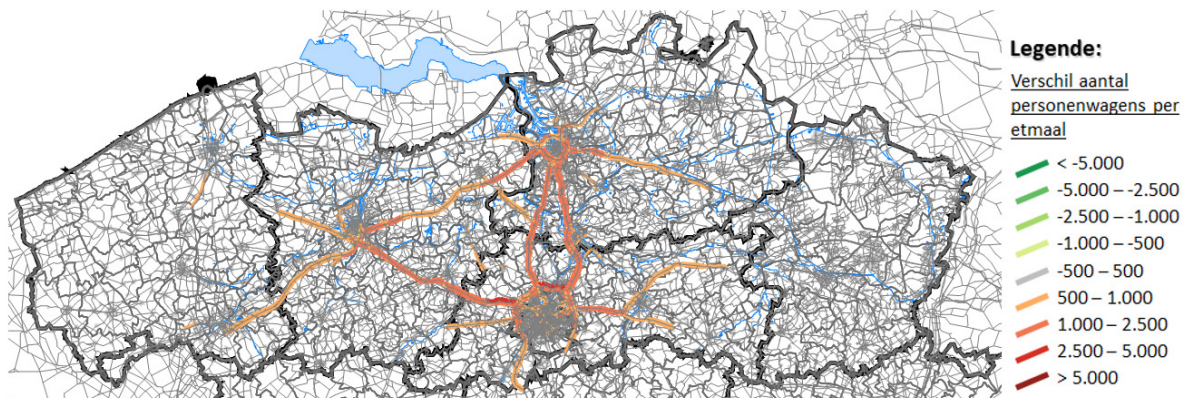 Legende:
Verschil aantal
personenwagens per
etmaal
< -5.000
-5.000 – -2.500
-2.500 – -1.000
-1.000 – -500
-500 – 500
500 – 1.000
1.000 – 2.500
2.500 – 5.000
> 5.000